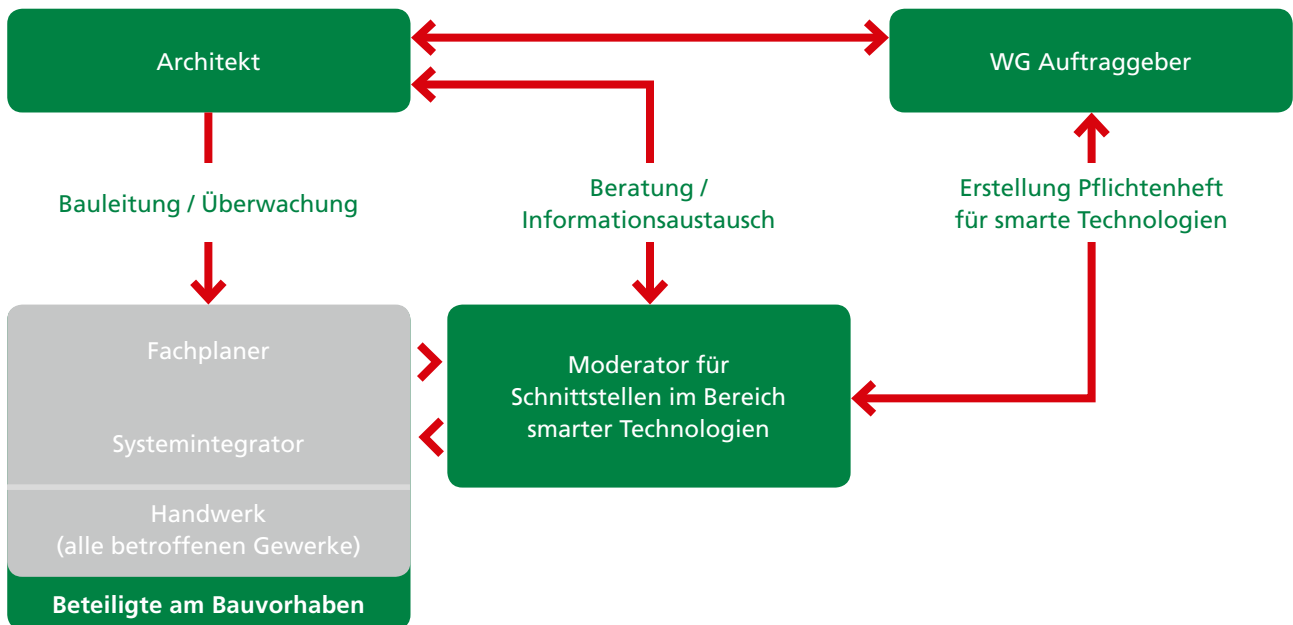 Architekt
WG Auftraggeber
Bauleitung / Überwachung
Beratung /
Informationsaustausch
Erstellung Pflichtenheft
für smarte Technologien
Fachplaner
Systemintegrator
Handwerk
(alle betroffenen Gewerke)
Beteiligte am Bauvorhaben
Moderator für
Schnittstellen im Bereich
smarter Technologien